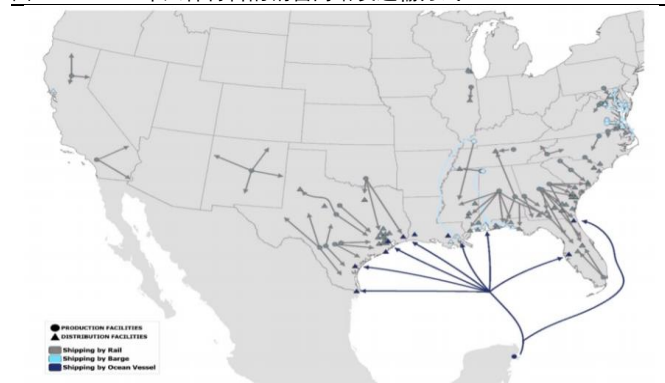 PRODUCTION FACILITIES
DISTRIBUTION FACILITIES
Shipping by Rail
Shipping by Barge
Shipping by Ocean Vessel